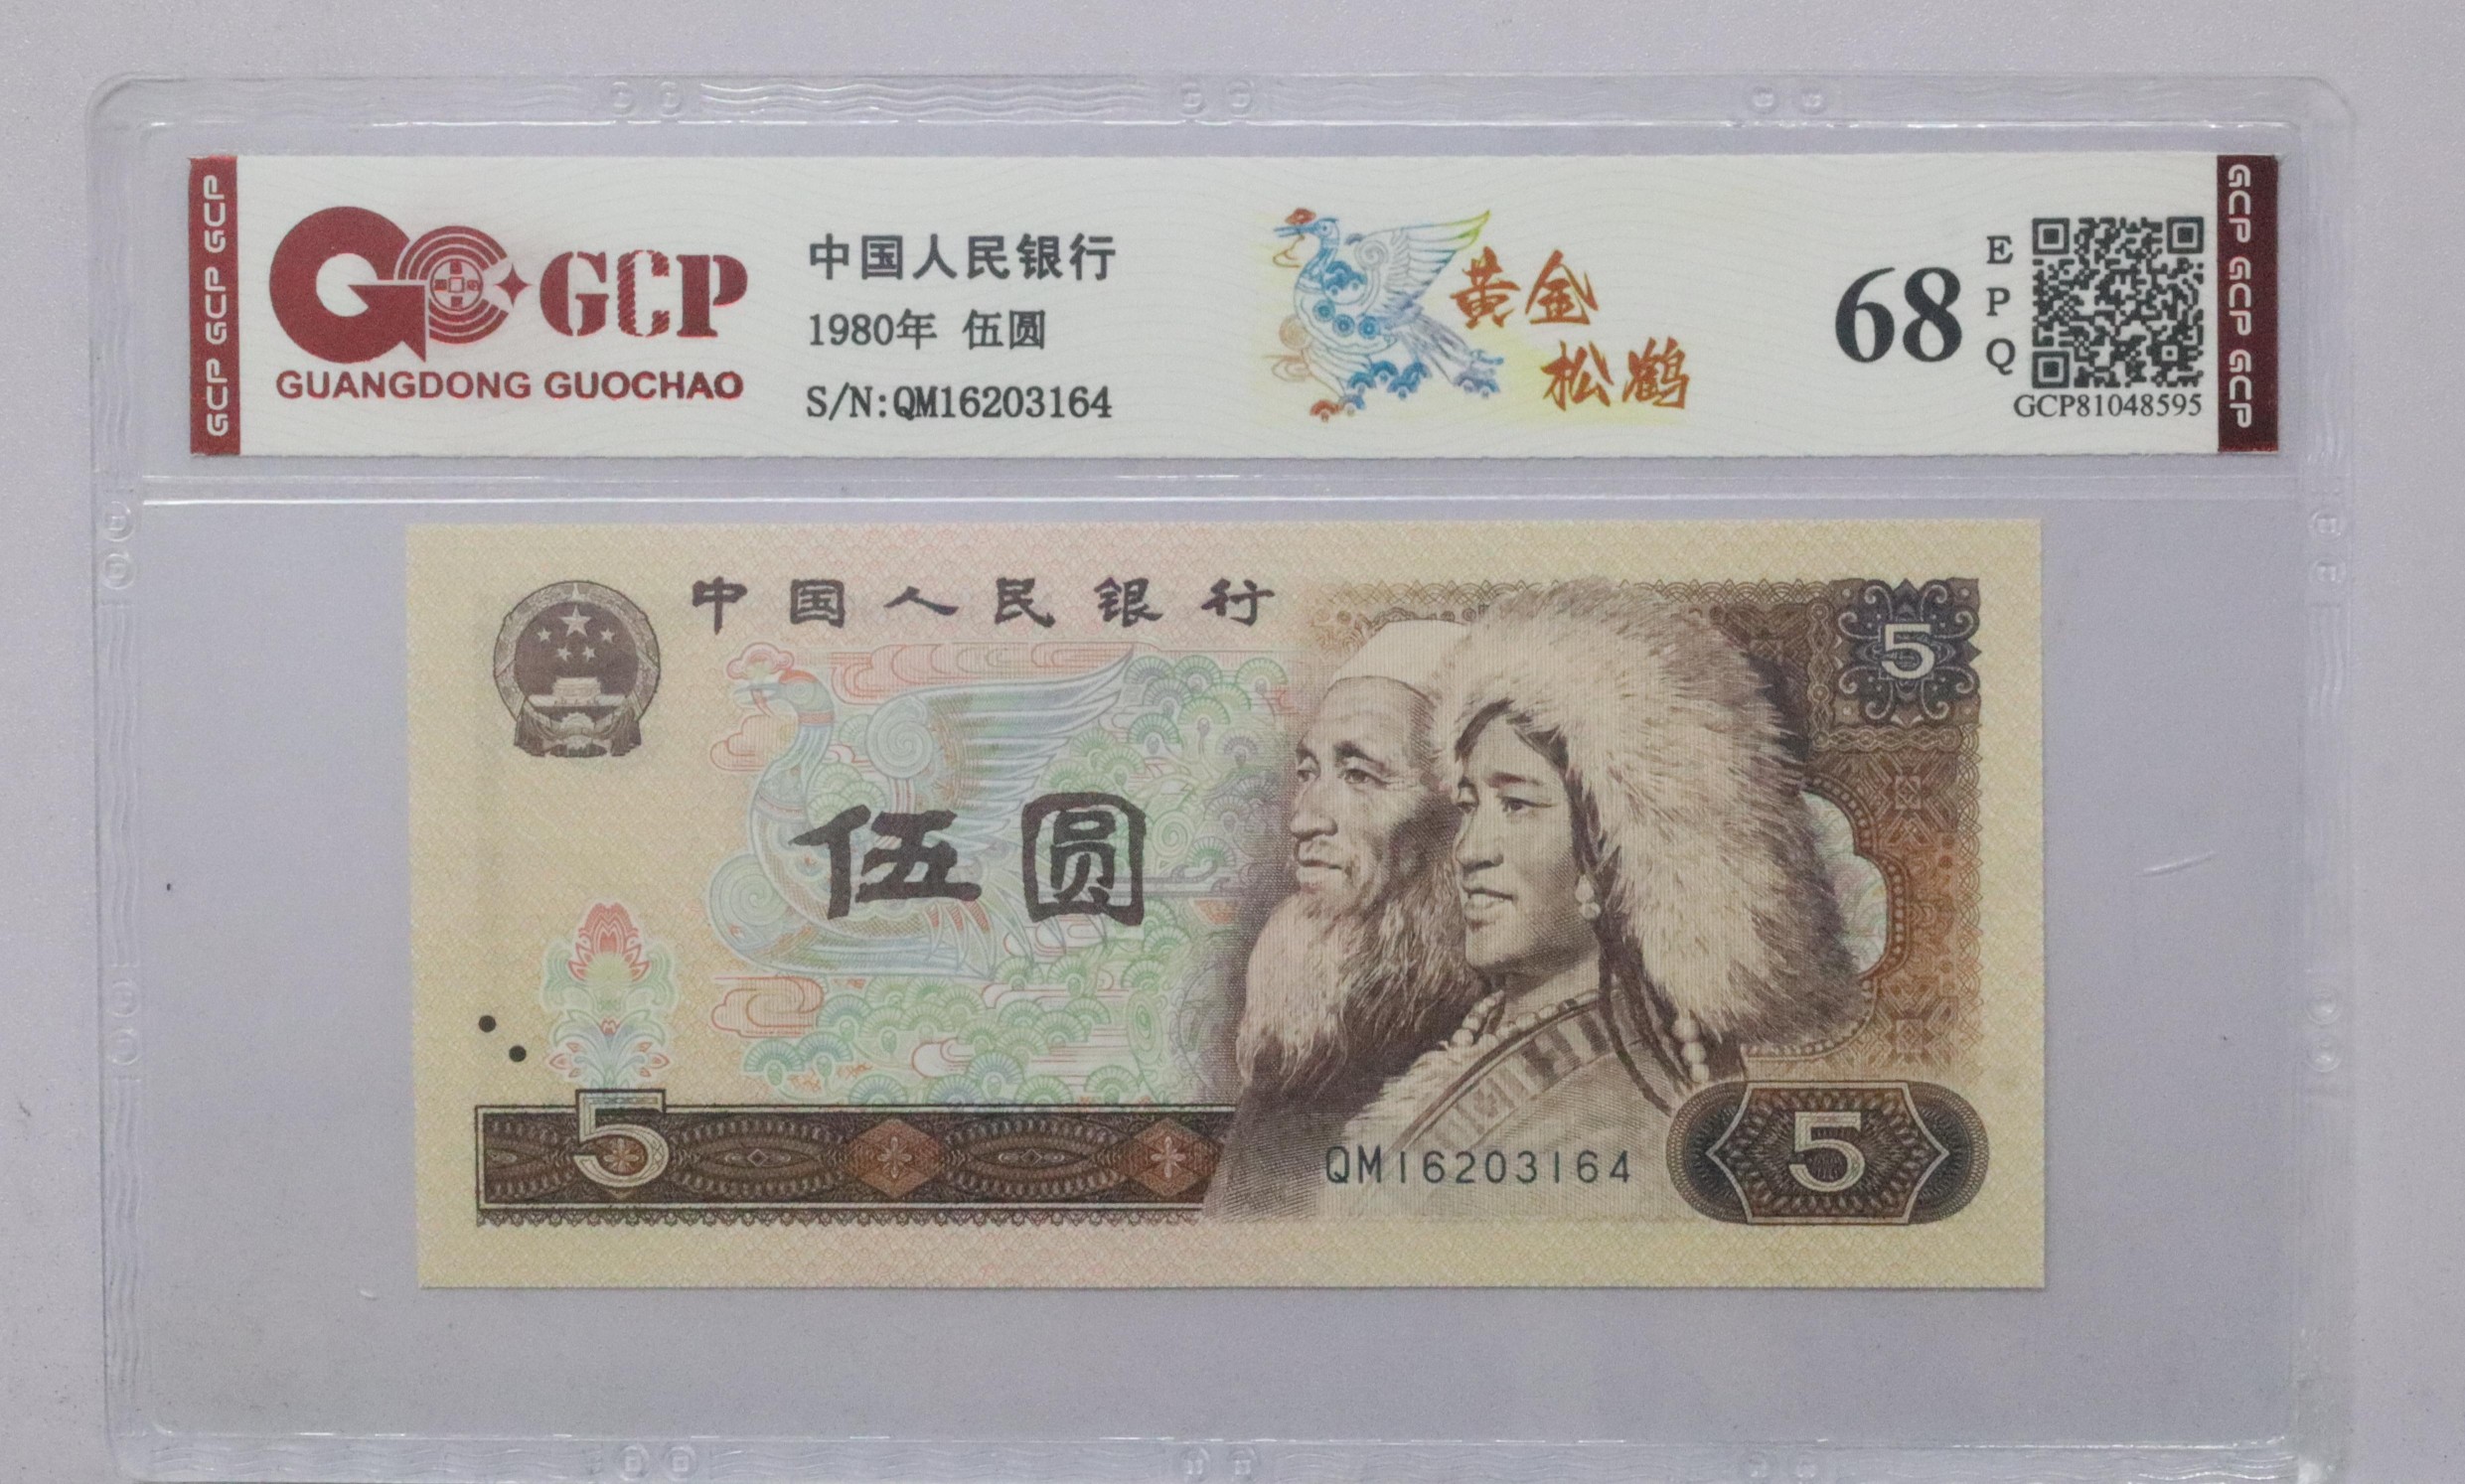 GCP GCP GCP
GCP
GUANGDONG GUOCHAO
中国人民银行
1980年 伍圆
S/N:QM16203164
黄金
松鹤
68
E
P
Q
GCP81048595
GCP GCP GCP
中国人民银行
5
伍圆
5
QM16203164
5